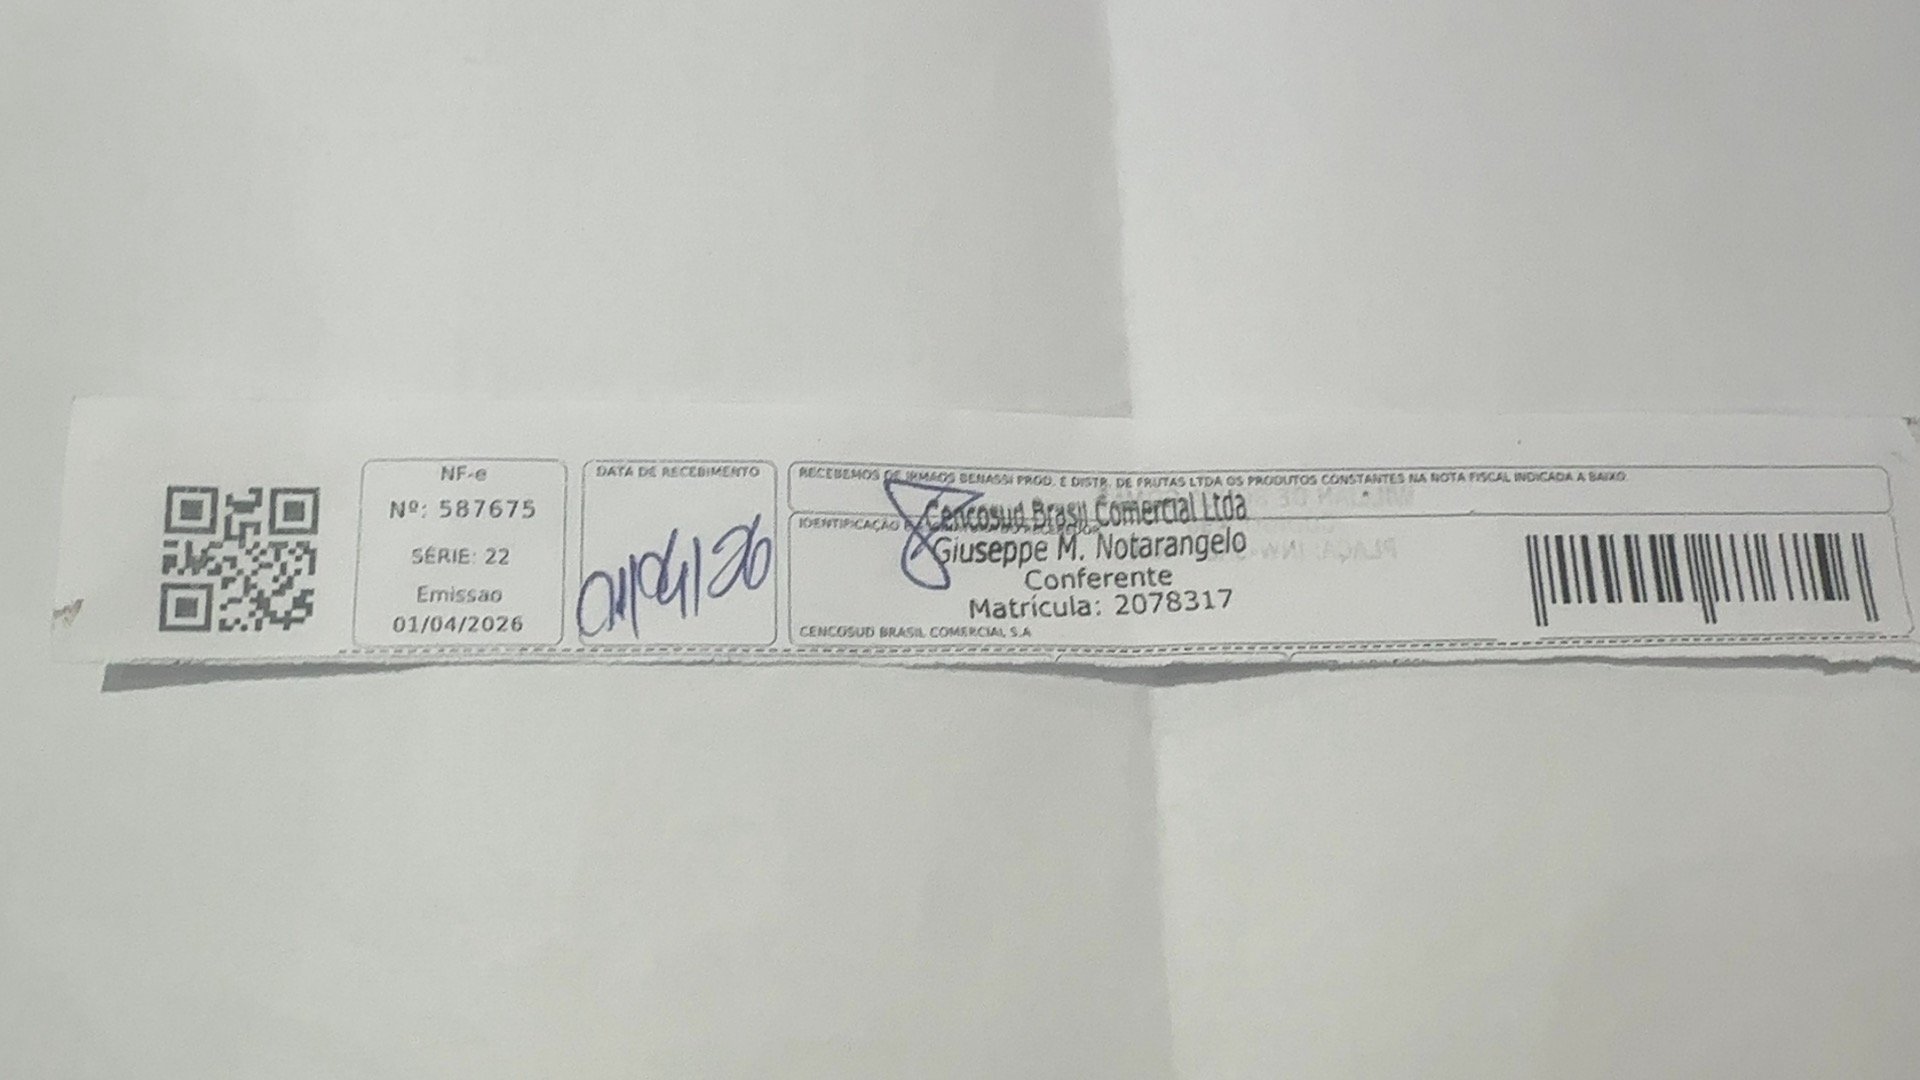 NF-e
Nº: 587675
SÉRIE: 22
Emissao
01/04/2026
DATA DE RECEBIMENTO
01/04/26
RECEBEMOS DE IRMAOS BENASSI PROD. E DISTR. DE FRUTAS LTDA OS PRODUTOS CONSTANTES NA NOTA FISCAL INDICADA A BAIXO
IDENTIFICAÇÃO E
Cencosud Brasil Comercial Ltda
Giuseppe M. Notarangelo
Conferente
Matrícula: 2078317
CENCOSUD BRASIL COMERCIAL S.A